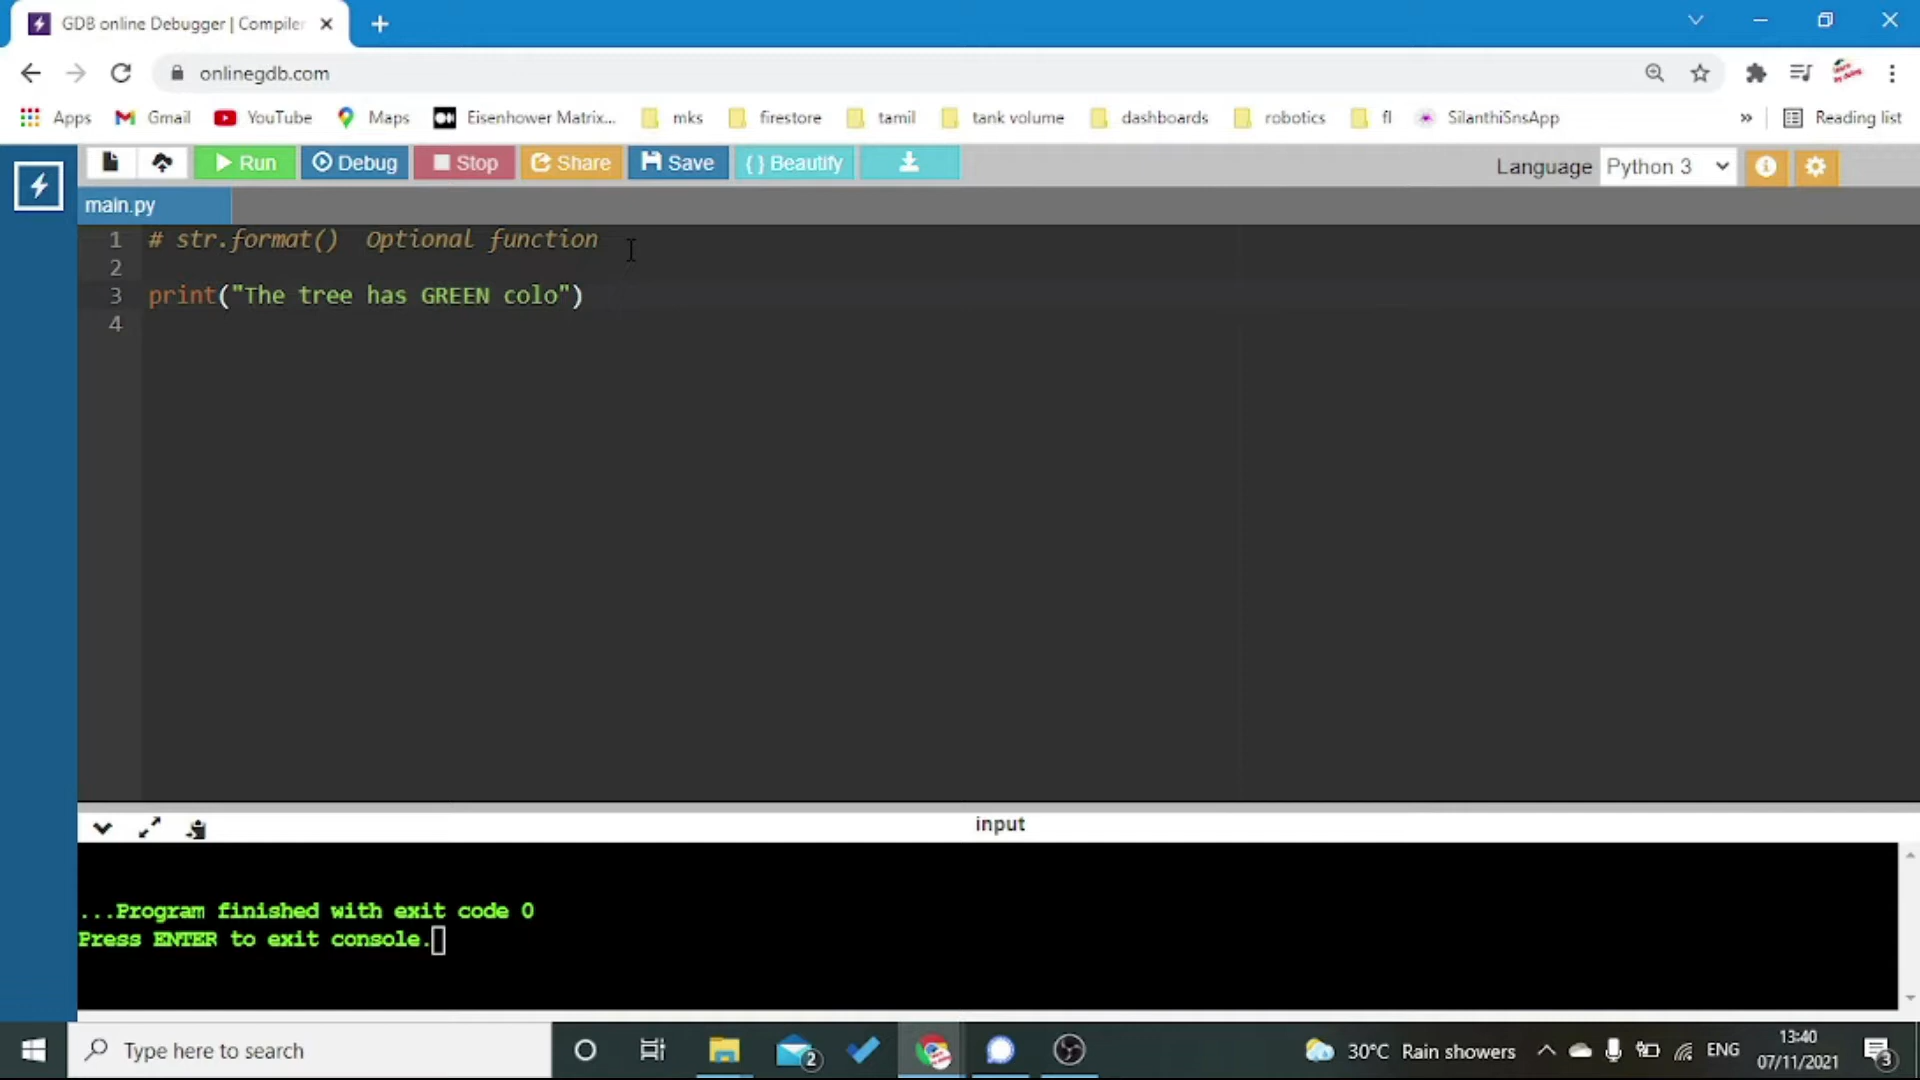 GDB online Debugger | Compiler
onlinegdb.com
Apps Gmail YouTube Maps Eisenhower Matrix... mks firestore tamil tank volume dashboards robotics fl SilanthiSnsApp » Reading list
Run Debug Stop Share Save { } Beautify Language Python 3
main.py
1 # str.format()  Optional function
2
3 print("The tree has GREEN colo")
4
input
...Program finished with exit code 0
Press ENTER to exit console.
Type here to search 2 30°C Rain showers ENG 13:40
07/11/2021 3